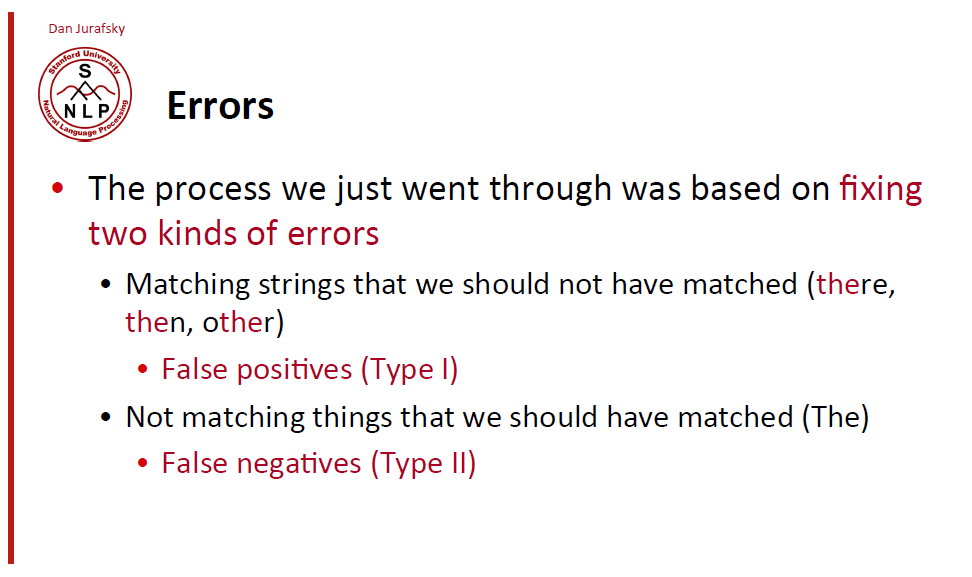 Dan Jurafsky
Stanford University
S
NLP
Natural Language Processing
Errors
• The process we just went through was based on fixing
two kinds of errors
• Matching strings that we should not have matched (there,
then, other)
• False positives (Type I)
• Not matching things that we should have matched (The)
• False negatives (Type II)